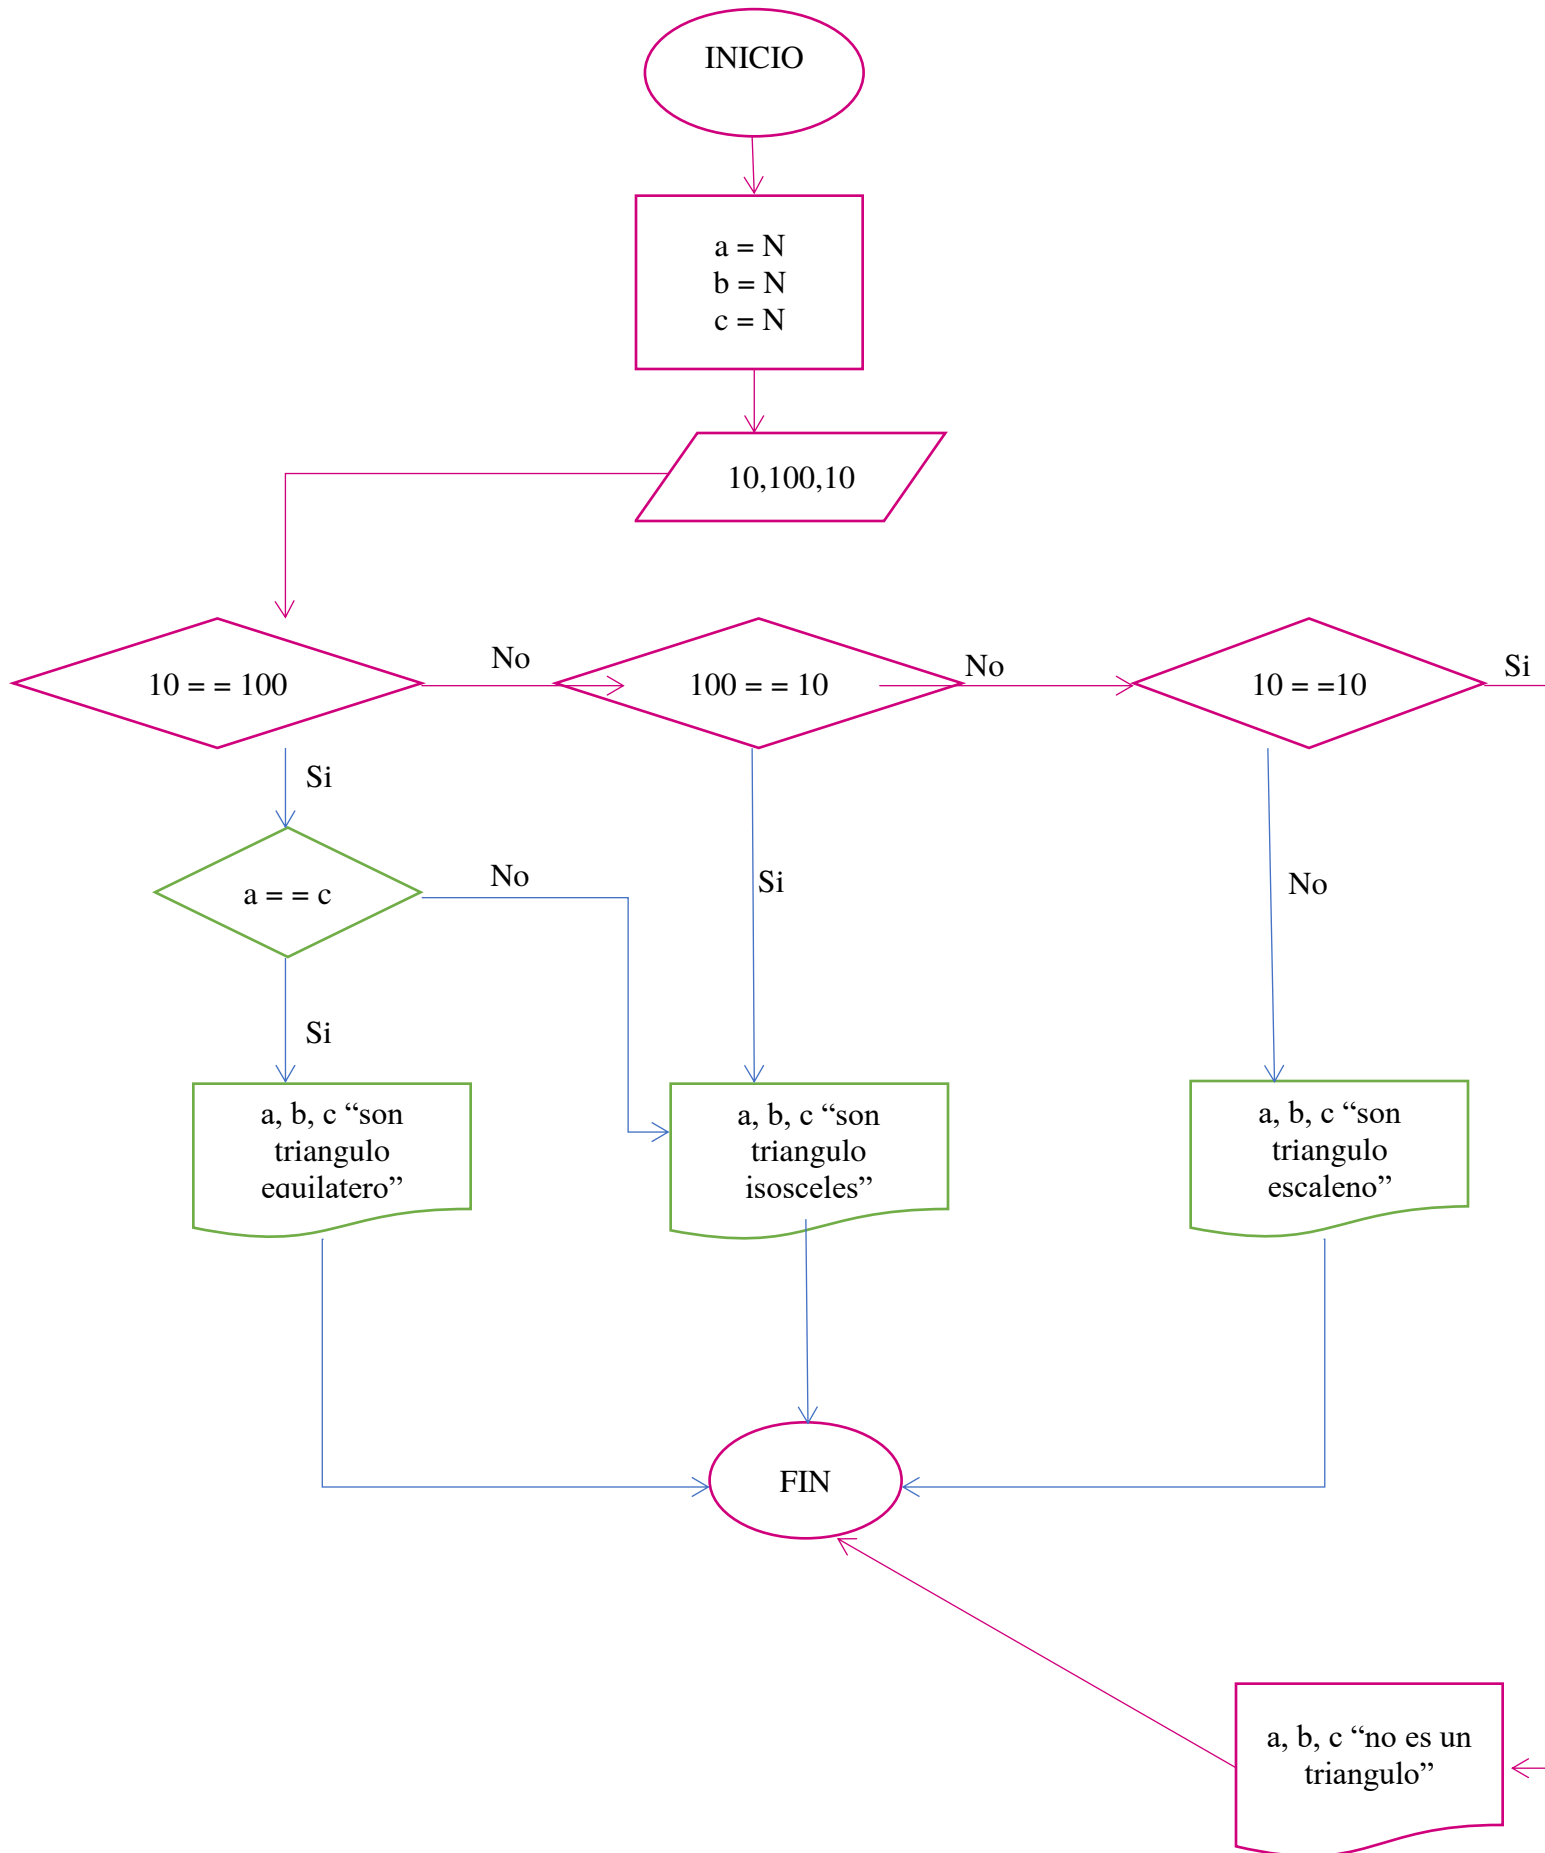 INICIO
a = N
b = N
c = N
10,100,10
10 = = 100
No
100 = = 10
No
10 = =10
Si
Si
a = = c
No
Si
No
Si
a, b, c “son
triangulo
equilatero”
a, b, c “son
triangulo
isosceles”
a, b, c “son
triangulo
escaleno”
FIN
a, b, c “no es un
triangulo”